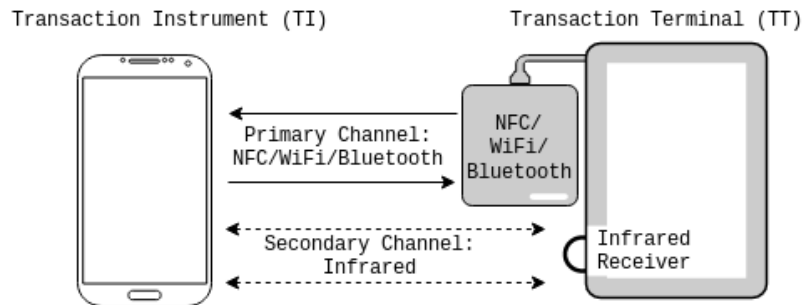 Transaction Instrument (TI)
Transaction Terminal (TT)
Primary Channel:
NFC/WiFi/Bluetooth
NFC/
WiFi/
Bluetooth
Secondary Channel:
Infrared
Infrared
Receiver